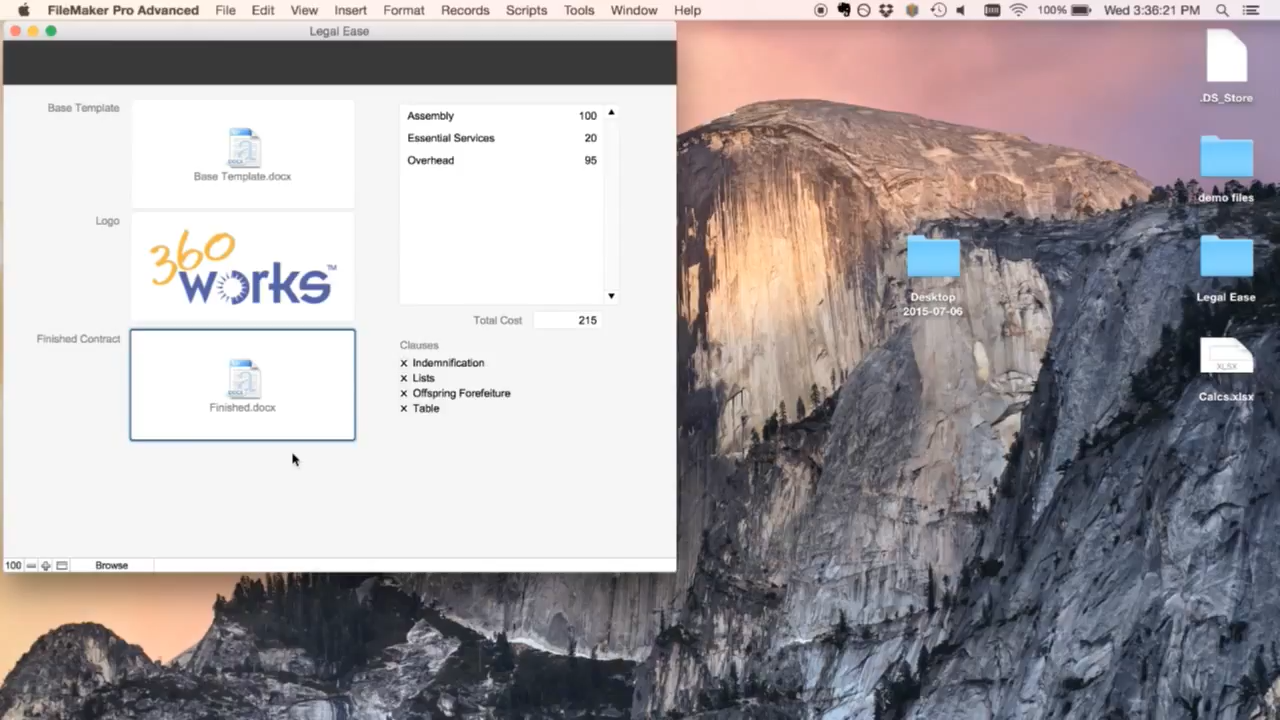 FileMaker Pro Advanced File Edit View Insert Format Records Scripts Tools Window Help 100% Wed 3:36:21 PM
Legal Ease
Base Template
Base Template.docx
Logo
360
works™
Finished Contract
Finished.docx
Assembly 100
Essential Services 20
Overhead 95
Total Cost 215
Clauses
X Indemnification
X Lists
X Offspring Forefeiture
X Table
100 Browse
.DS_Store
demo files
Desktop
2015-07-06
Legal Ease
XLSX
Calcs.xlsx